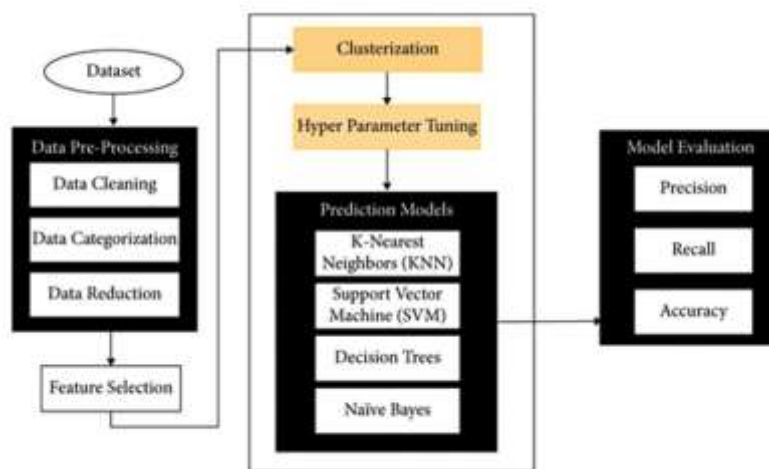 Dataset
Data Pre-Processing
Data Cleaning
Data Categorization
Data Reduction
Feature Selection
Clusterization
Hyper Parameter Tuning
Prediction Models
K-Nearest
Neighbors (KNN)
Support Vector
Machine (SVM)
Decision Trees
Naïve Bayes
Model Evaluation
Precision
Recall
Accuracy